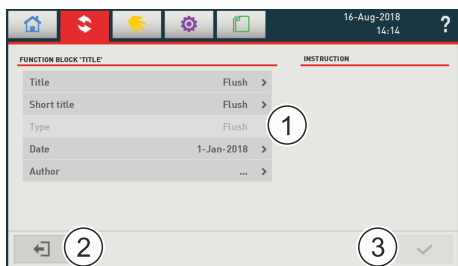 16-Aug-2018
14:14
?
FUNCTION BLOCK 'TITLE'
INSTRUCTION
Title Flush >
Short title Flush >
Type Flush
Date 1-Jan-2018 >
Author ... >
1
2
3